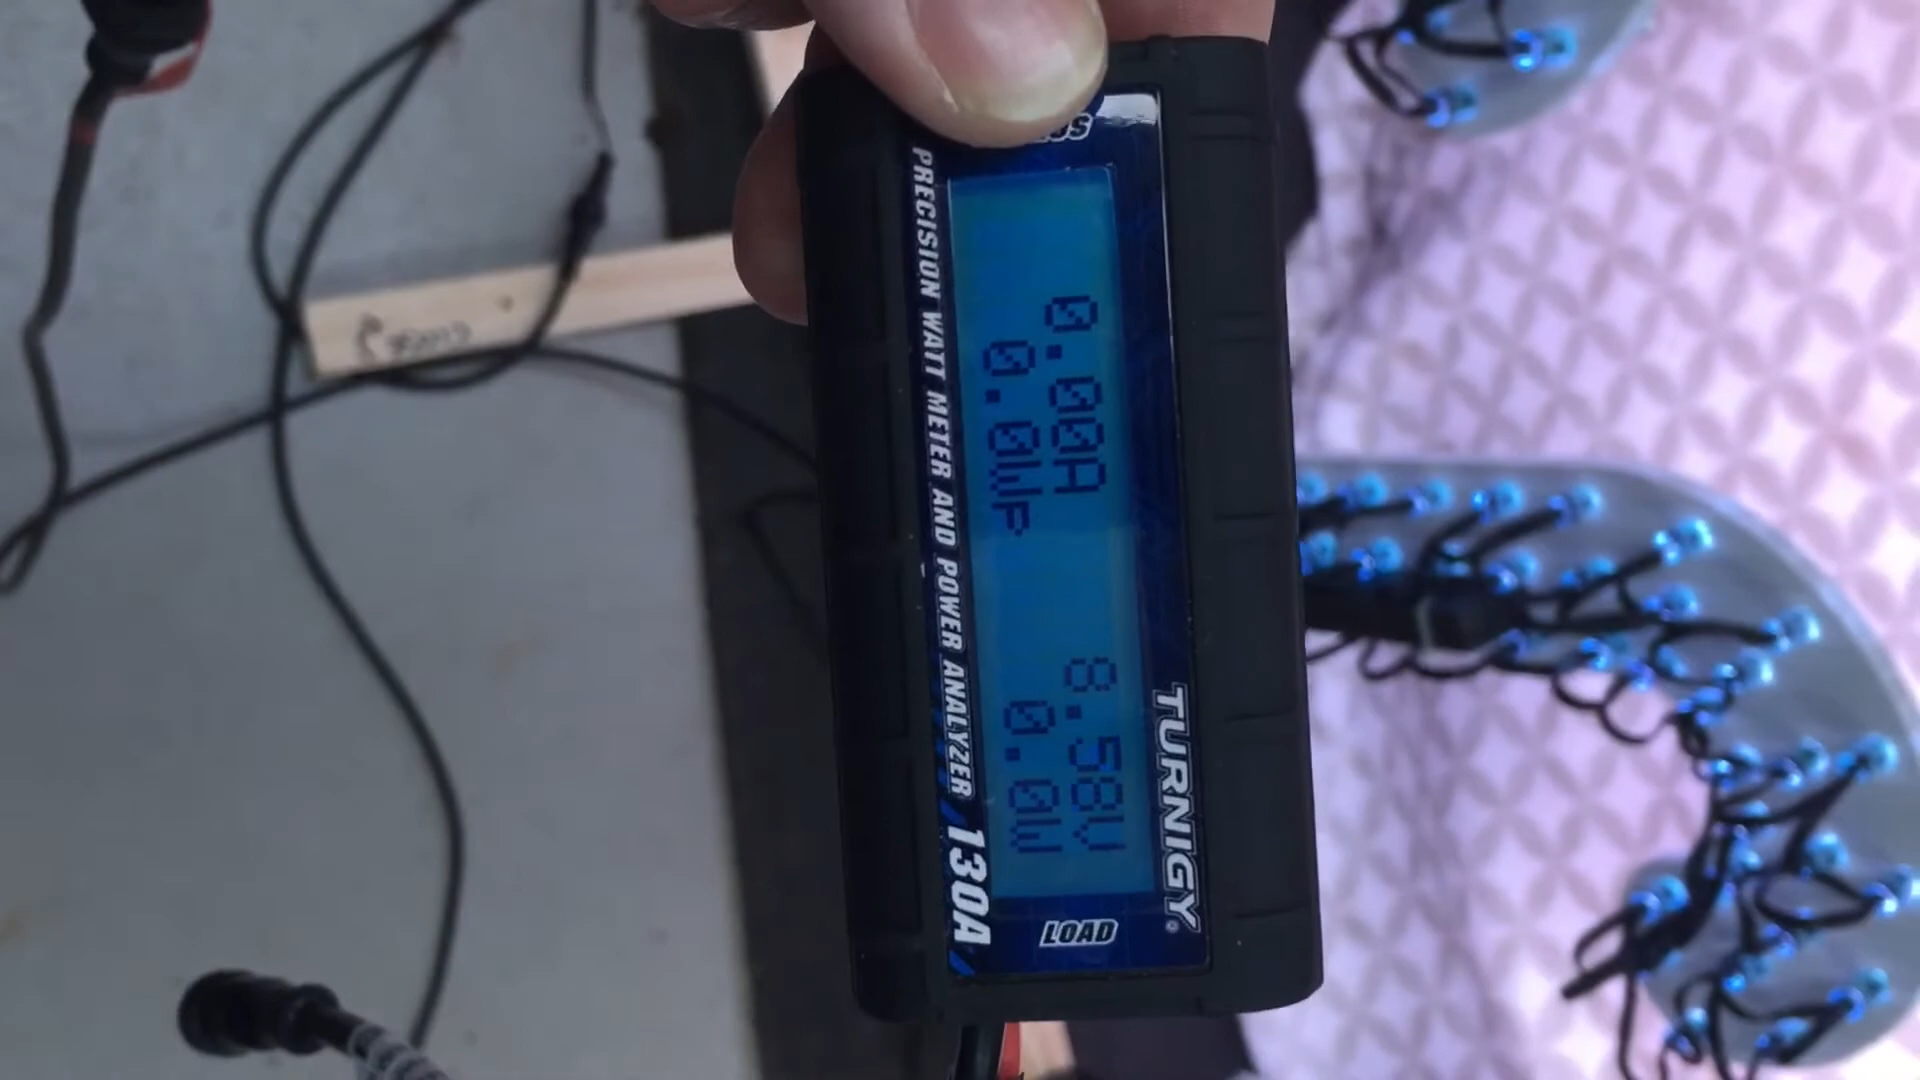 TURNIGY®
0.00A 8.58V
0.0WP 0.0W
LOAD
PRECISION WATT METER AND POWER ANALYZER 130A